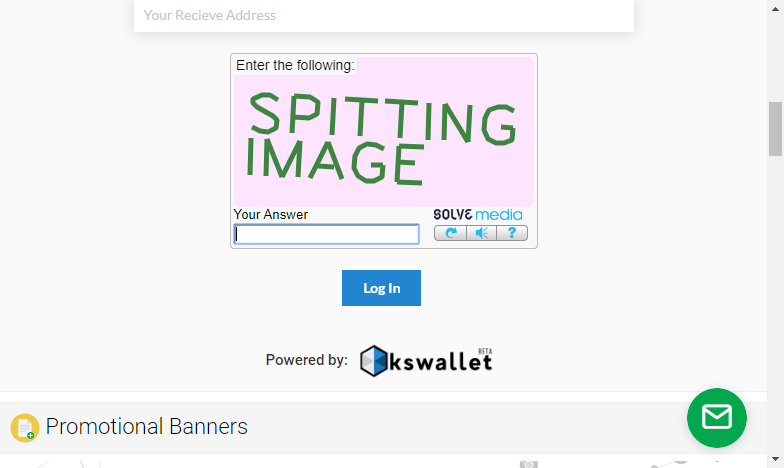 Your Recieve Address
Enter the following:
SPITTING
IMAGE
Your Answer
SOLVE media
?
Log In
Powered by: kswallet BETA
Promotional Banners